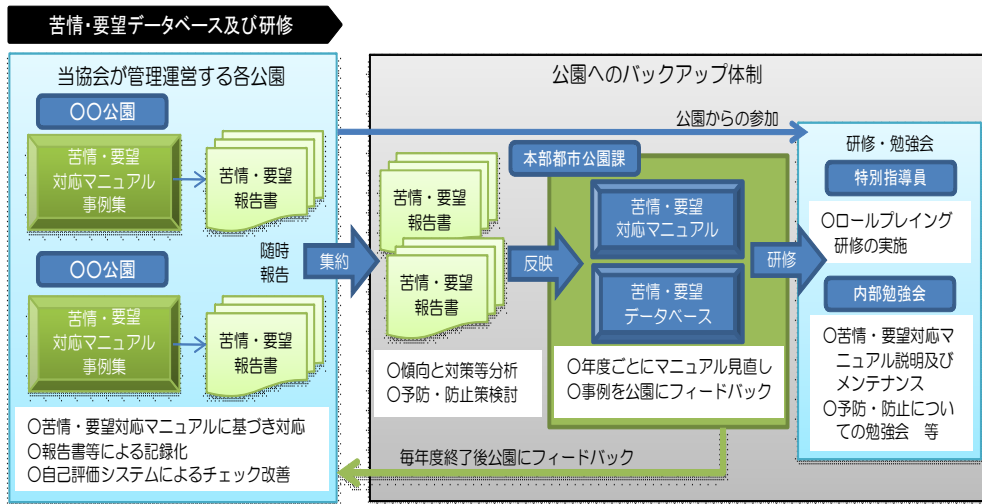 苦情・要望データベース及び研修
当協会が管理運営する各公園
〇〇公園
苦情・要望
対応マニュアル
事例集
苦情・要望
報告書
〇〇公園
苦情・要望
対応マニュアル
事例集
苦情・要望
報告書
随時
報告
〇苦情・要望対応マニュアルに基づき対応
〇報告書等による記録化
〇自己評価システムによるチェック改善
集約
公園へのバックアップ体制
公園からの参加
苦情・要望
報告書
苦情・要望
報告書
〇傾向と対策等分析
〇予防・防止策検討
反映
本部都市公園課
苦情・要望
対応マニュアル
苦情・要望
データベース
〇年度ごとにマニュアル見直し
〇事例を公園にフィードバック
研修
研修・勉強会
特別指導員
〇ロールプレイング
研修の実施
内部勉強会
〇苦情・要望対応マ
ニュアル説明及び
メンテナンス
〇予防・防止につい
ての勉強会　等
毎年度終了後公園にフィードバック